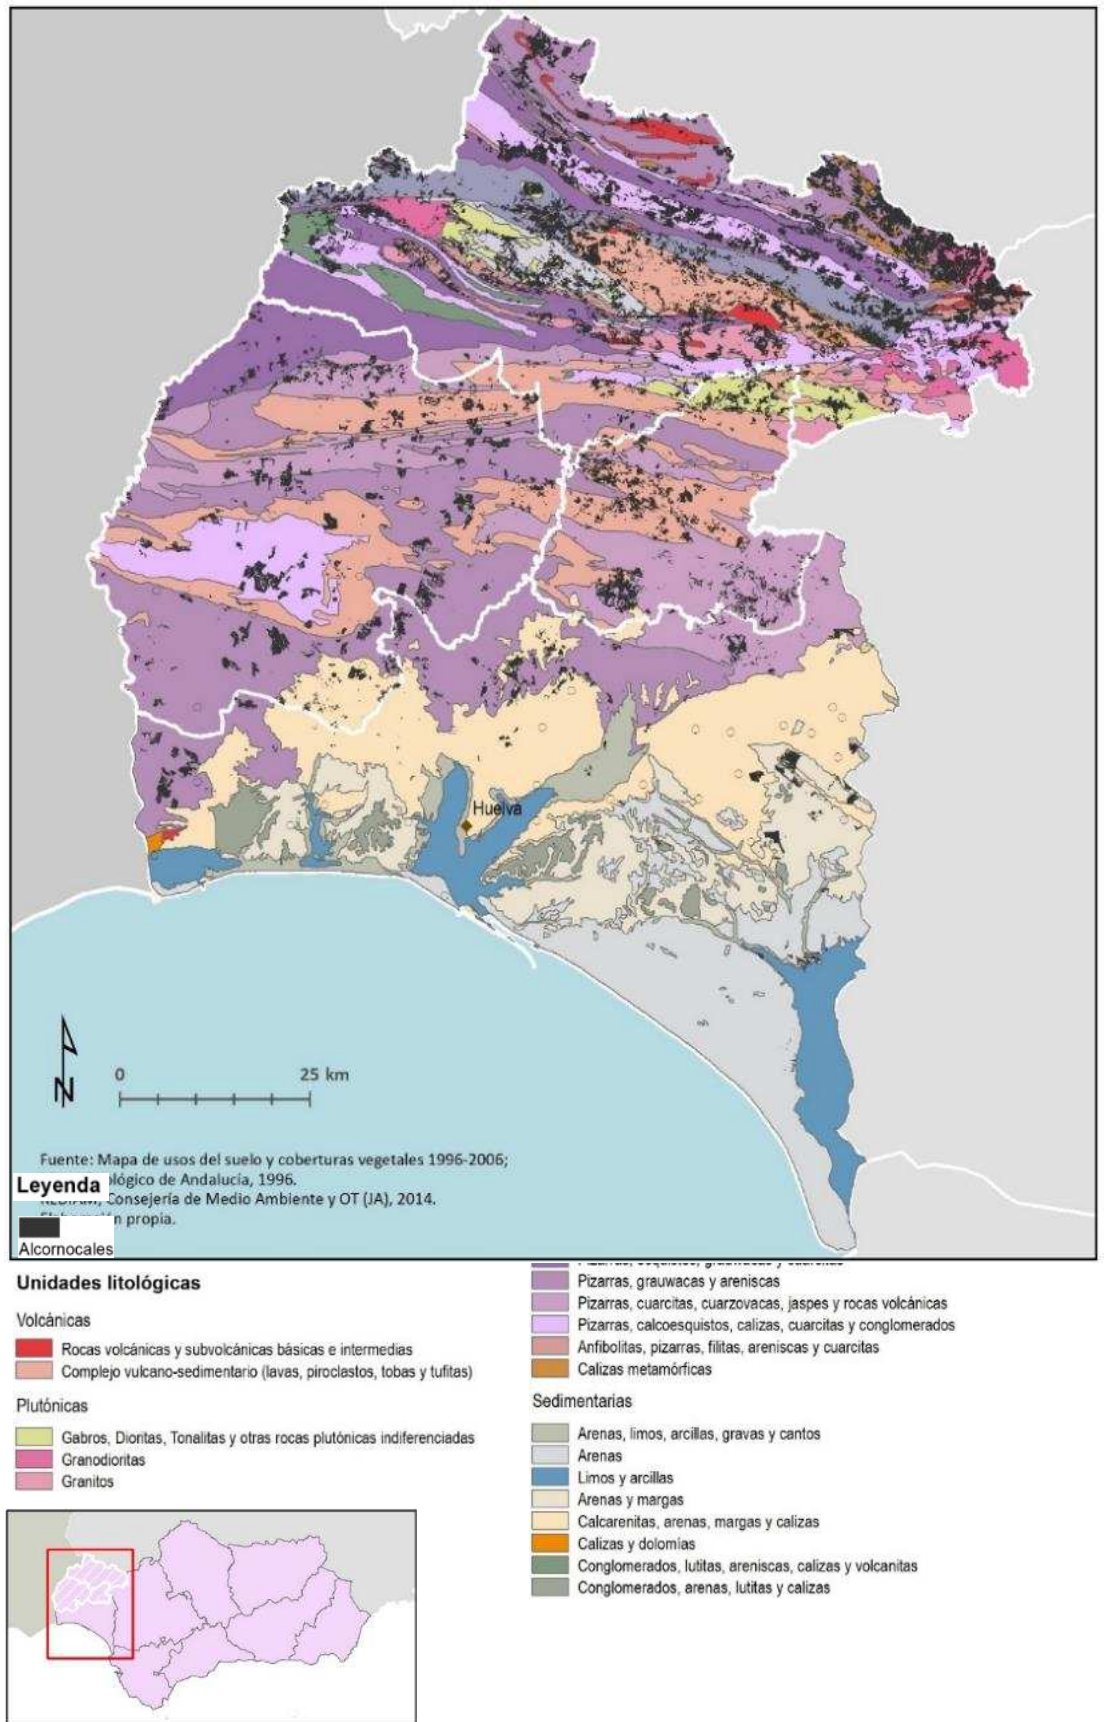 Huelva
N
0 25 km
Fuente: Mapa de usos del suelo y coberturas vegetales 1996-2006;
ológico de Andalucía, 1996.
Leyenda
Consejería de Medio Ambiente y OT (JA), 2014.
propia.
Alcornocales
Unidades litológicas
Volcánicas
Rocas volcánicas y subvolcánicas básicas e intermedias
Complejo vulcano-sedimentario (lavas, piroclastos, tobas y tufitas)
Plutónicas
Gabros, Dioritas, Tonalitas y otras rocas plutónicas indiferenciadas
Granodioritas
Granitos
Pizarras, grauwacas y areniscas
Pizarras, cuarcitas, cuarzovacas, jaspes y rocas volcánicas
Pizarras, calcoesquistos, calizas, cuarcitas y conglomerados
Anfibolitas, pizarras, filitas, areniscas y cuarcitas
Calizas metamórficas
Sedimentarias
Arenas, limos, arcillas, gravas y cantos
Arenas
Limos y arcillas
Arenas y margas
Calcarenitas, arenas, margas y calizas
Calizas y dolomías
Conglomerados, lutitas, areniscas, calizas y volcanitas
Conglomerados, arenas, lutitas y calizas